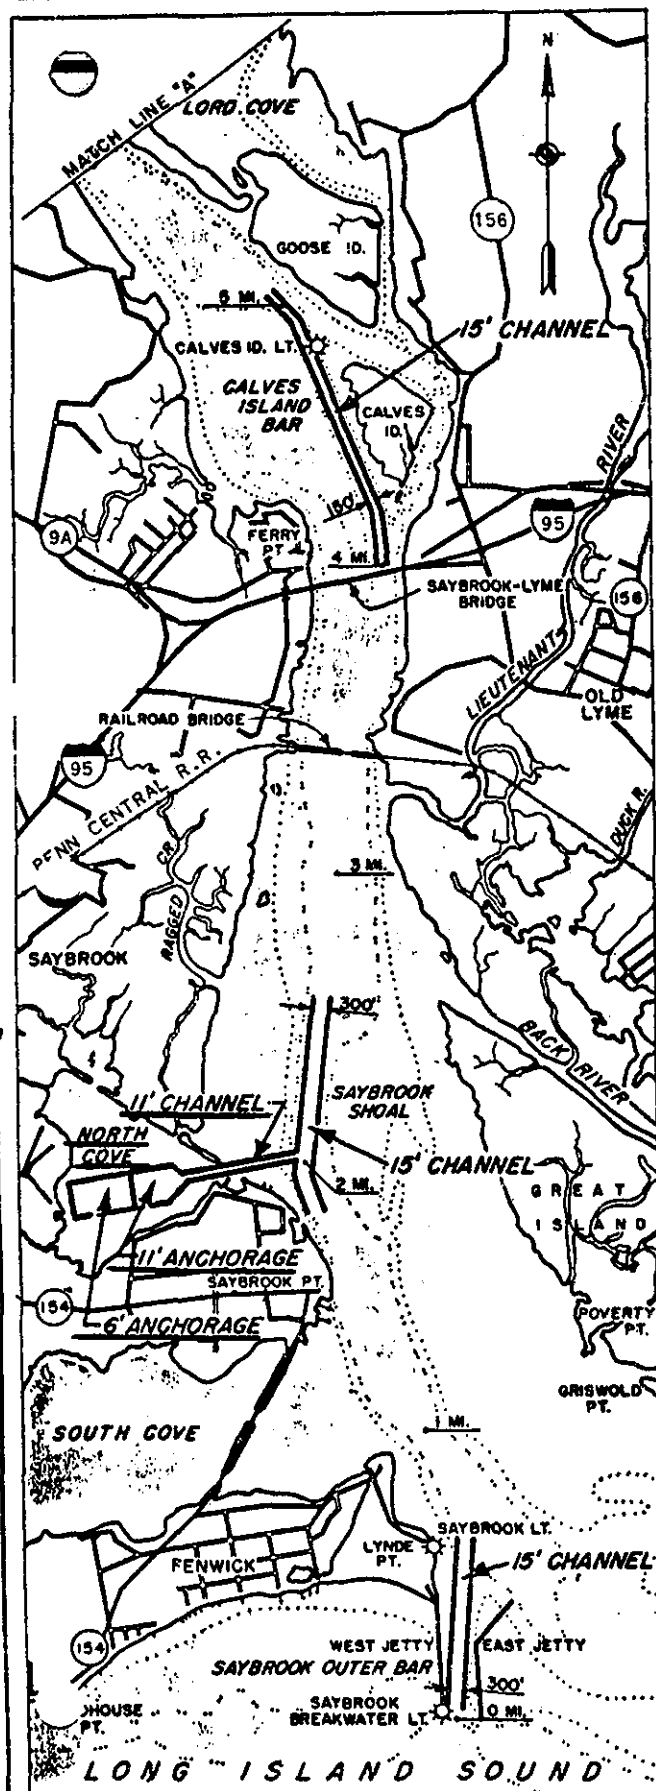 MATCH LINE "A"
LORD COVE
N
156
GOOSE ID.
5 MI.
15' CHANNEL
CALVES ID. LT.
CALVES
ISLAND
BAR
CALVES
ID.
RIVER
150'
95
9A
FERRY
PT.
4 MI.
SAYBROOK-LYME
BRIDGE
156
LIEUTENANT
OLD
LYME
RAILROAD BRIDGE
95
PENN CENTRAL R.R.
DUCK R.
3 MI.
RAGGED CR.
SAYBROOK
300'
BACK RIVER
SAYBROOK
SHOAL
11' CHANNEL
NORTH
COVE
15' CHANNEL
2 MI.
GREAT
ISLAND
11' ANCHORAGE
SAYBROOK PT.
154
6' ANCHORAGE
POVERTY
PT.
GRISWOLD
PT.
SOUTH COVE
1 MI.
SAYBROOK LT.
LYNDE
PT.
15' CHANNEL
FENWICK
WEST JETTY
EAST JETTY
154
SAYBROOK OUTER BAR
300'
SAYBROOK
BREAKWATER LT.
0 MI.
HOUSE
PT.
LONG ISLAND SOUND